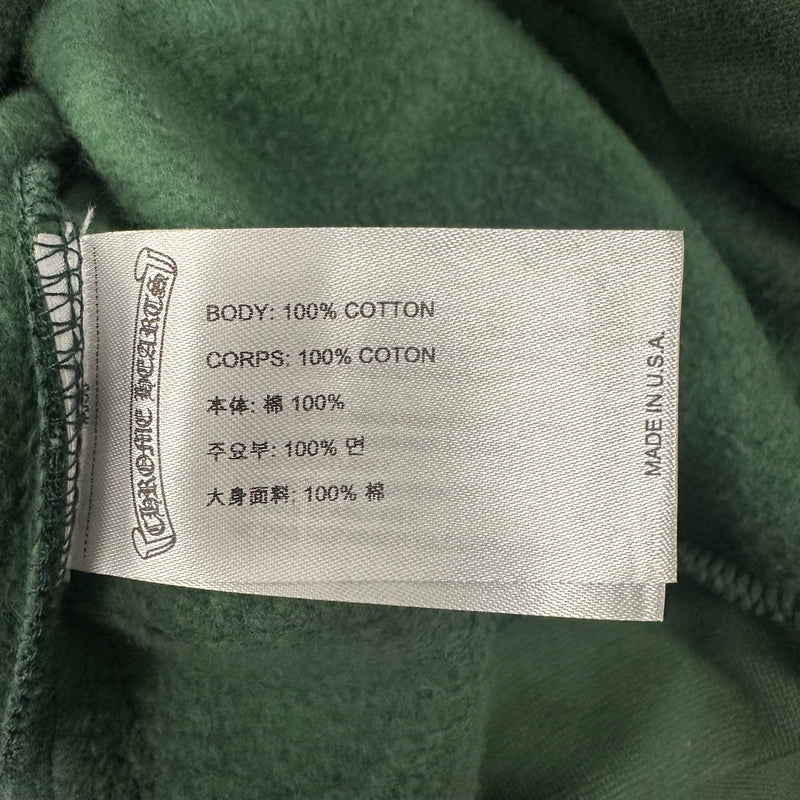 CHROME HEARTS
BODY: 100% COTTON
CORPS: 100% COTON
本体: 棉 100%
주요부: 100% 면
大身面料: 100% 棉
MADE IN U.S.A.